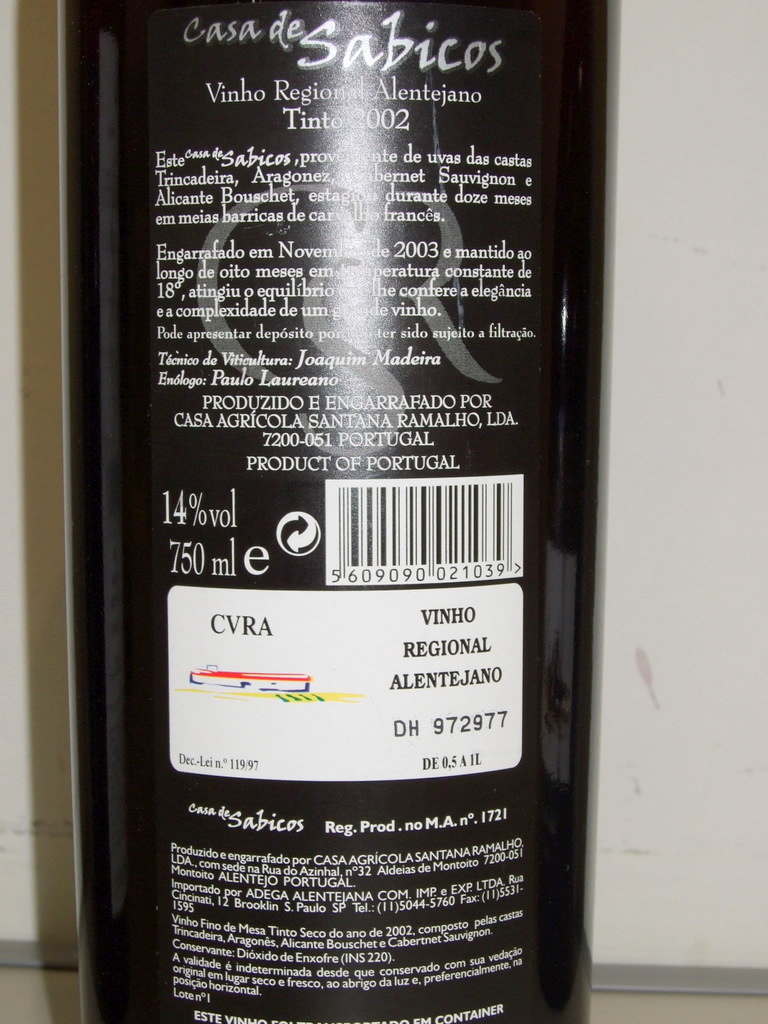 Casa de Sabicos
Vinho Regional Alentejano
Tinto 2002
Este Casa de Sabicos, proveniente de uvas das castas
Trincadeira, Aragonez, Cabernet Sauvignon e
Alicante Bouschet, estagiou durante doze meses
em meias barricas de carvalho francês.
Engarrafado em Novembro de 2003 e mantido ao
longo de oito meses em temperatura constante de
18º, atingiu o equilíbrio que lhe confere a elegância
e a complexidade de um grande vinho.
Pode apresentar depósito por não ter sido sujeito a filtração.
Técnico de Viticultura: Joaquim Madeira
Enólogo: Paulo Laureano
PRODUZIDO E ENGARRAFADO POR
CASA AGRÍCOLA SANTANA RAMALHO, LDA.
7200-051 PORTUGAL
PRODUCT OF PORTUGAL
14%vol
750 ml e
5 609090 021039 >
CVRA
VINHO
REGIONAL
ALENTEJANO
DH 972977
Dec.-Lei n.º 119/97
DE 0,5 A 1L
Casa de Sabicos Reg. Prod. no M.A. nº. 1721
Produzido e engarrafado por CASA AGRÍCOLA SANTANA RAMALHO,
LDA., com sede na Rua do Azinhal, nº32 Aldeias de Montoito 7200-051
Montoito ALENTEJO PORTUGAL.
Importado por ADEGA ALENTEJANA COM. IMP. e EXP. LTDA. Rua
Cincinati, 12 Brooklin S. Paulo SP Tel.: (11)5044-5760 Fax: (11)5531-
1595
Vinho Fino de Mesa Tinto Seco do ano de 2002, composto pelas castas
Trincadeira, Aragonês, Alicante Bouschet e Cabertnet Sauvignon.
Conservante: Dióxido de Enxofre (INS 220).
A validade é indeterminada desde que conservado com sua vedação
original em lugar seco e fresco, ao abrigo da luz e, preferencialmente, na
posição horizontal.
Lote nº1
ESTE VINHO FOI TRANSPORTADO EM CONTAINER